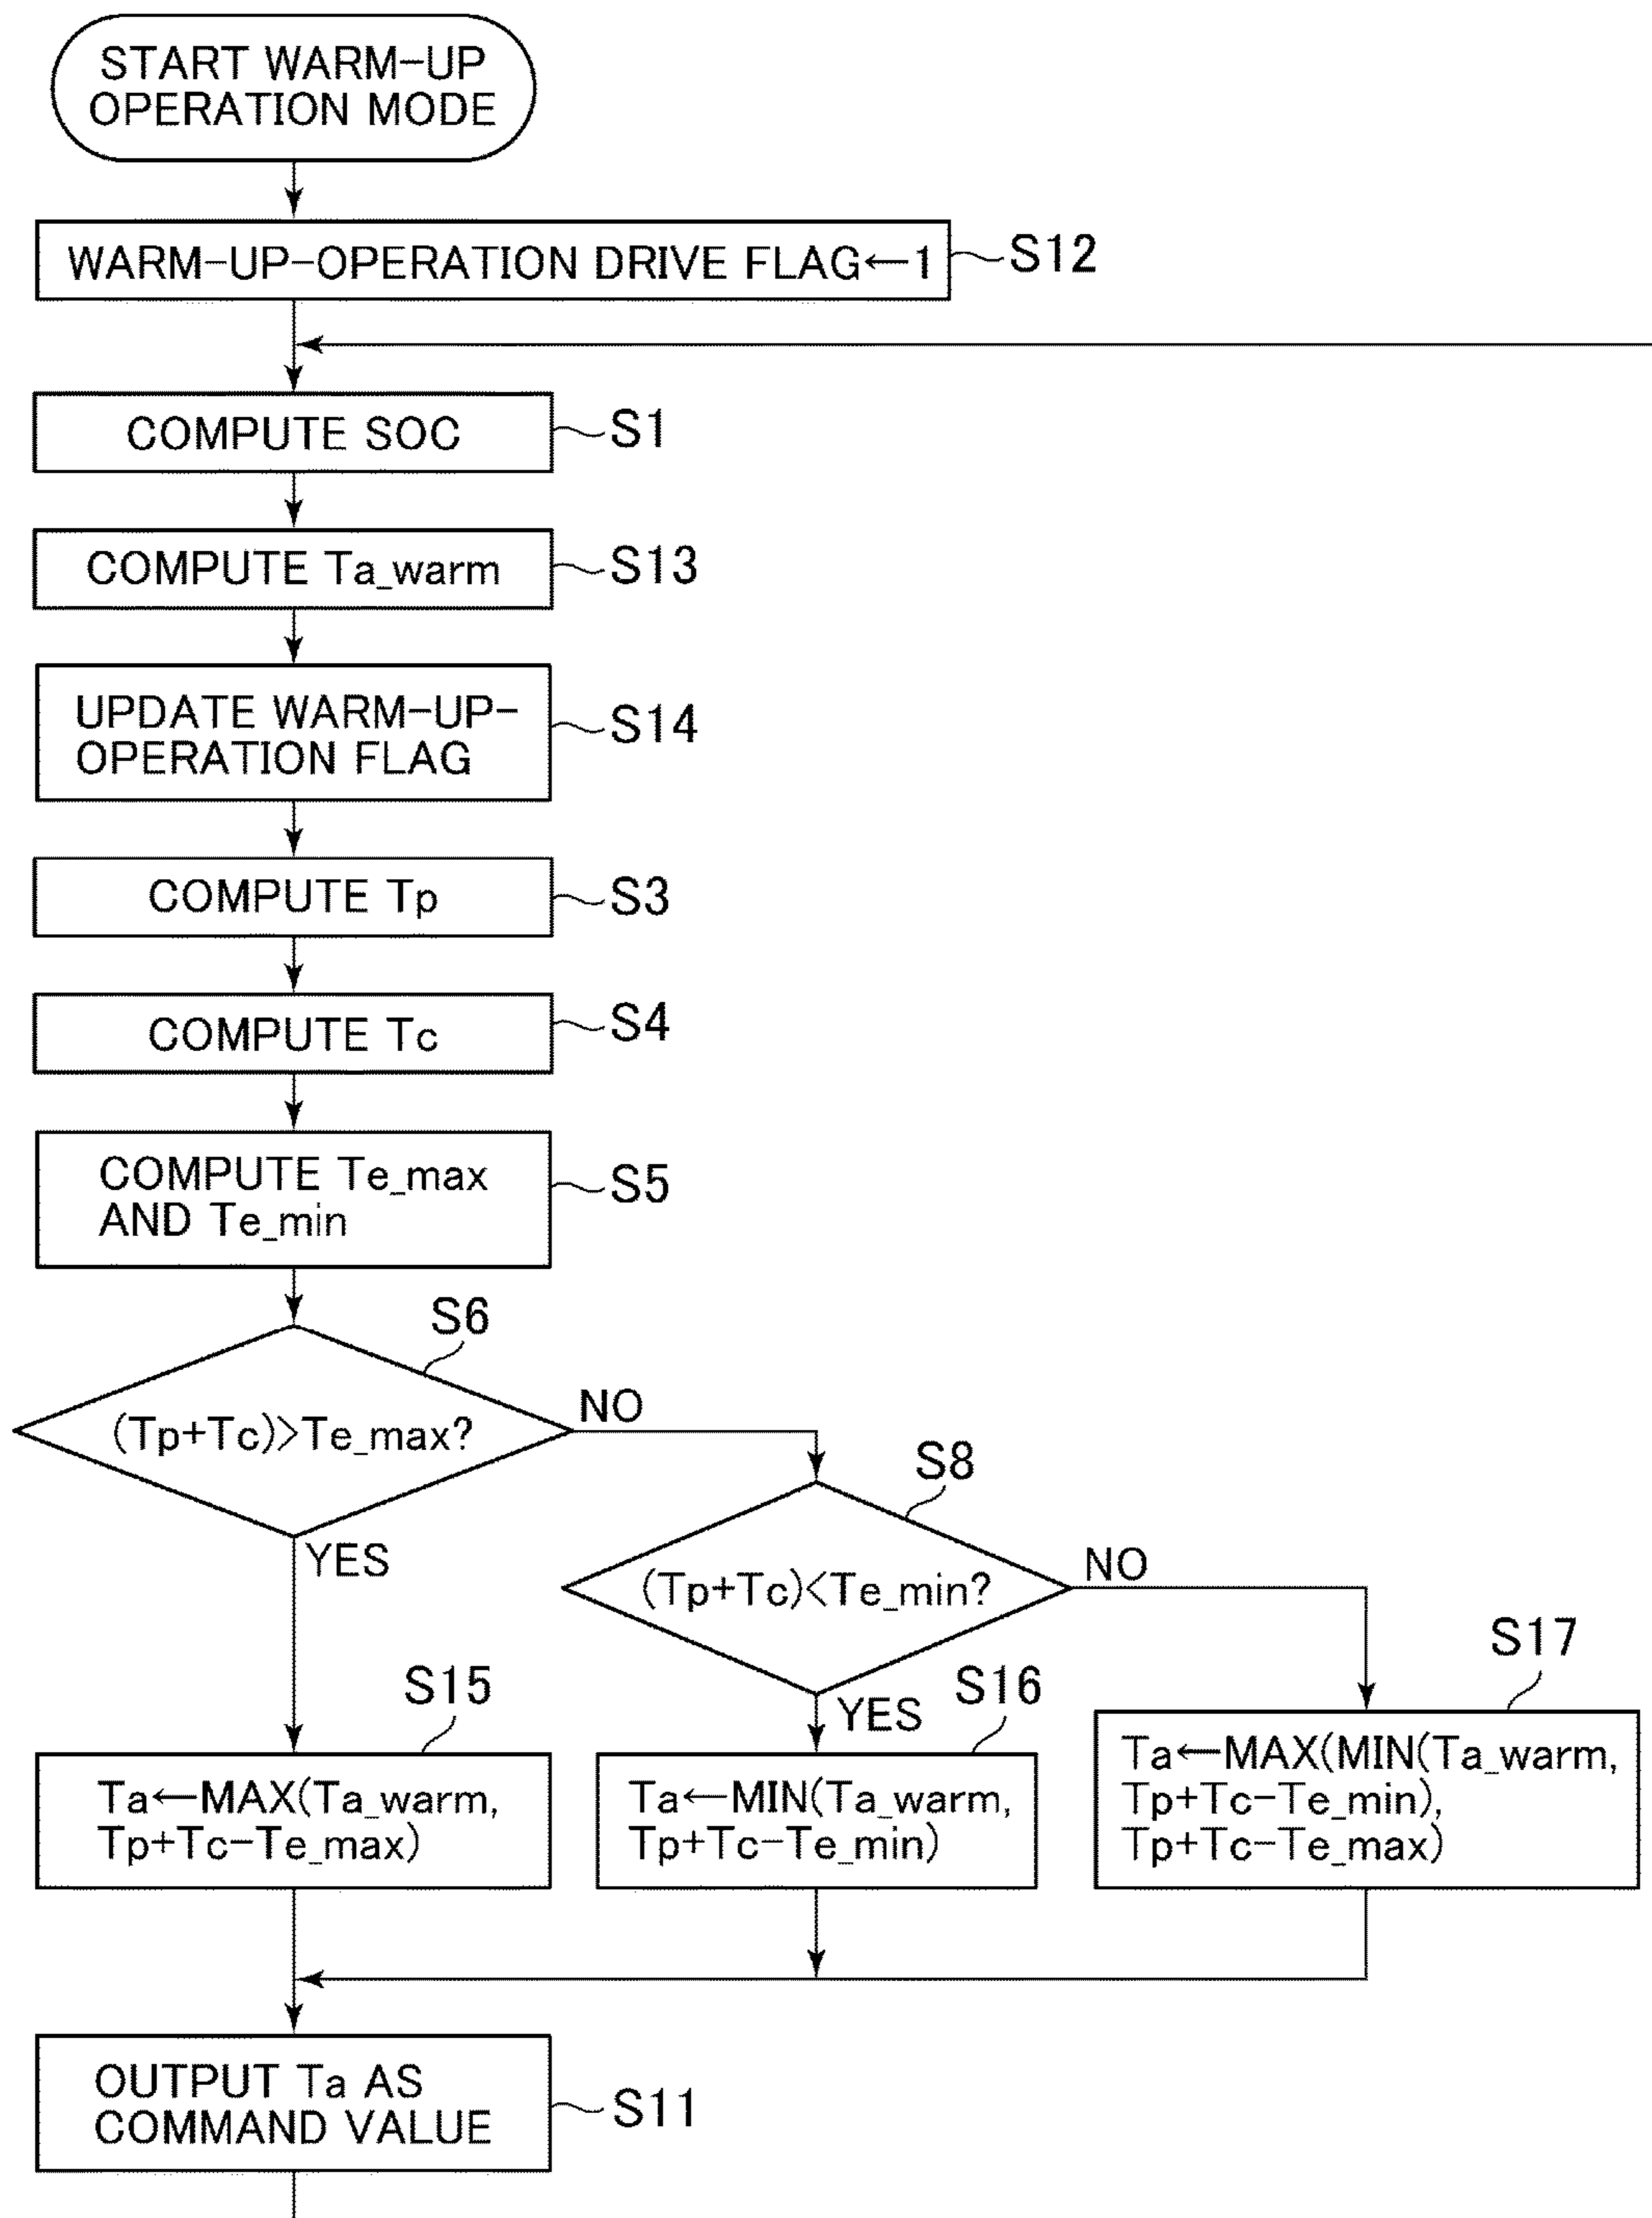 START WARM-UP
OPERATION MODE
WARM-UP-OPERATION DRIVE FLAG←1
S12
COMPUTE SOC
S1
COMPUTE Ta_warm
S13
UPDATE WARM-UP-
OPERATION FLAG
S14
COMPUTE Tp
S3
COMPUTE Tc
S4
COMPUTE Te_max
AND Te_min
S5
S6
(Tp+Tc)>Te_max?
NO
YES
S8
(Tp+Tc)<Te_min?
NO
YES
S15
Ta←MAX(Ta_warm,
Tp+Tc-Te_max)
S16
Ta←MIN(Ta_warm,
Tp+Tc-Te_min)
S17
Ta←MAX(MIN(Ta_warm,
Tp+Tc-Te_min),
Tp+Tc-Te_max)
OUTPUT Ta AS
COMMAND VALUE
S11